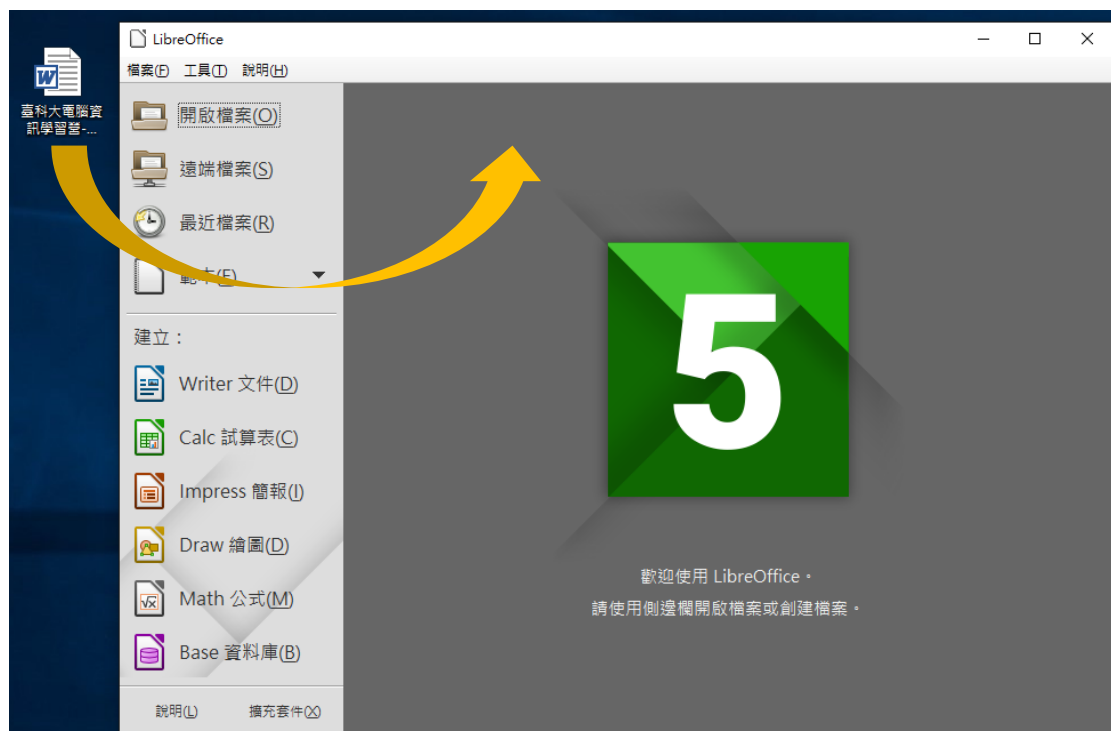 LibreOffice
檔案(F) 工具(T) 說明(H)
臺科大電腦資
訊學習營-...
開啟檔案(O)
遠端檔案(S)
最近檔案(R)
範本(E)
建立：
Writer 文件(D)
Calc 試算表(C)
Impress 簡報(I)
Draw 繪圖(D)
Math 公式(M)
Base 資料庫(B)
說明(L) 擴充套件(X)
5
歡迎使用 LibreOffice。
請使用側邊欄開啟檔案或創建檔案。